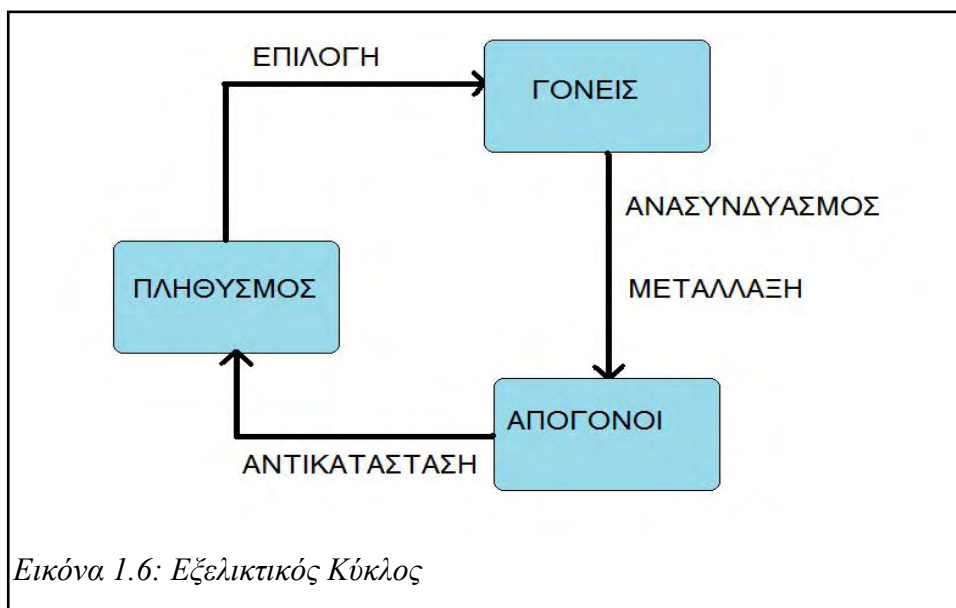 ΕΠΙΛΟΓΗ
ΓΟΝΕΙΣ
ΑΝΑΣΥΝΔΥΑΣΜΟΣ
ΜΕΤΑΛΛΑΞΗ
ΠΛΗΘΥΣΜΟΣ
ΑΠΟΓΟΝΟΙ
ΑΝΤΙΚΑΤΑΣΤΑΣΗ
Εικόνα 1.6: Εξελικτικός Κύκλος